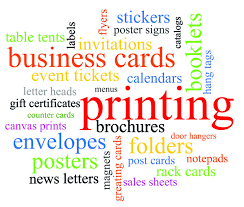 stickers
flyers
labels
table tents
poster signs
catalogs
invitations
booklets
business cards
hang tags
event tickets
calendars
letter heads
menus
printing
gift certificates
counter cards
brochures
canvas prints
door hangers
envelopes
folders
posters
magnets
greating cards
post cards
notepads
rack cards
news letters
sales sheets